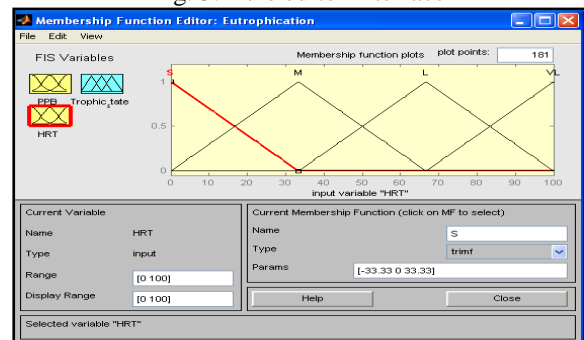 Membership Function Editor: Eutrophication
File Edit View
FIS Variables
Membership function plots plot points: 181
PPB Trophic_state
HRT
S M L VL
1
0.5
0
0 10 20 30 40 50 60 70 80 90 100
input variable "HRT"
Current Variable
Name HRT
Type input
Range [0 100]
Display Range [0 100]
Current Membership Function (click on MF to select)
Name S
Type trimf
Params [-33.33 0 33.33]
Help Close
Selected variable "HRT"